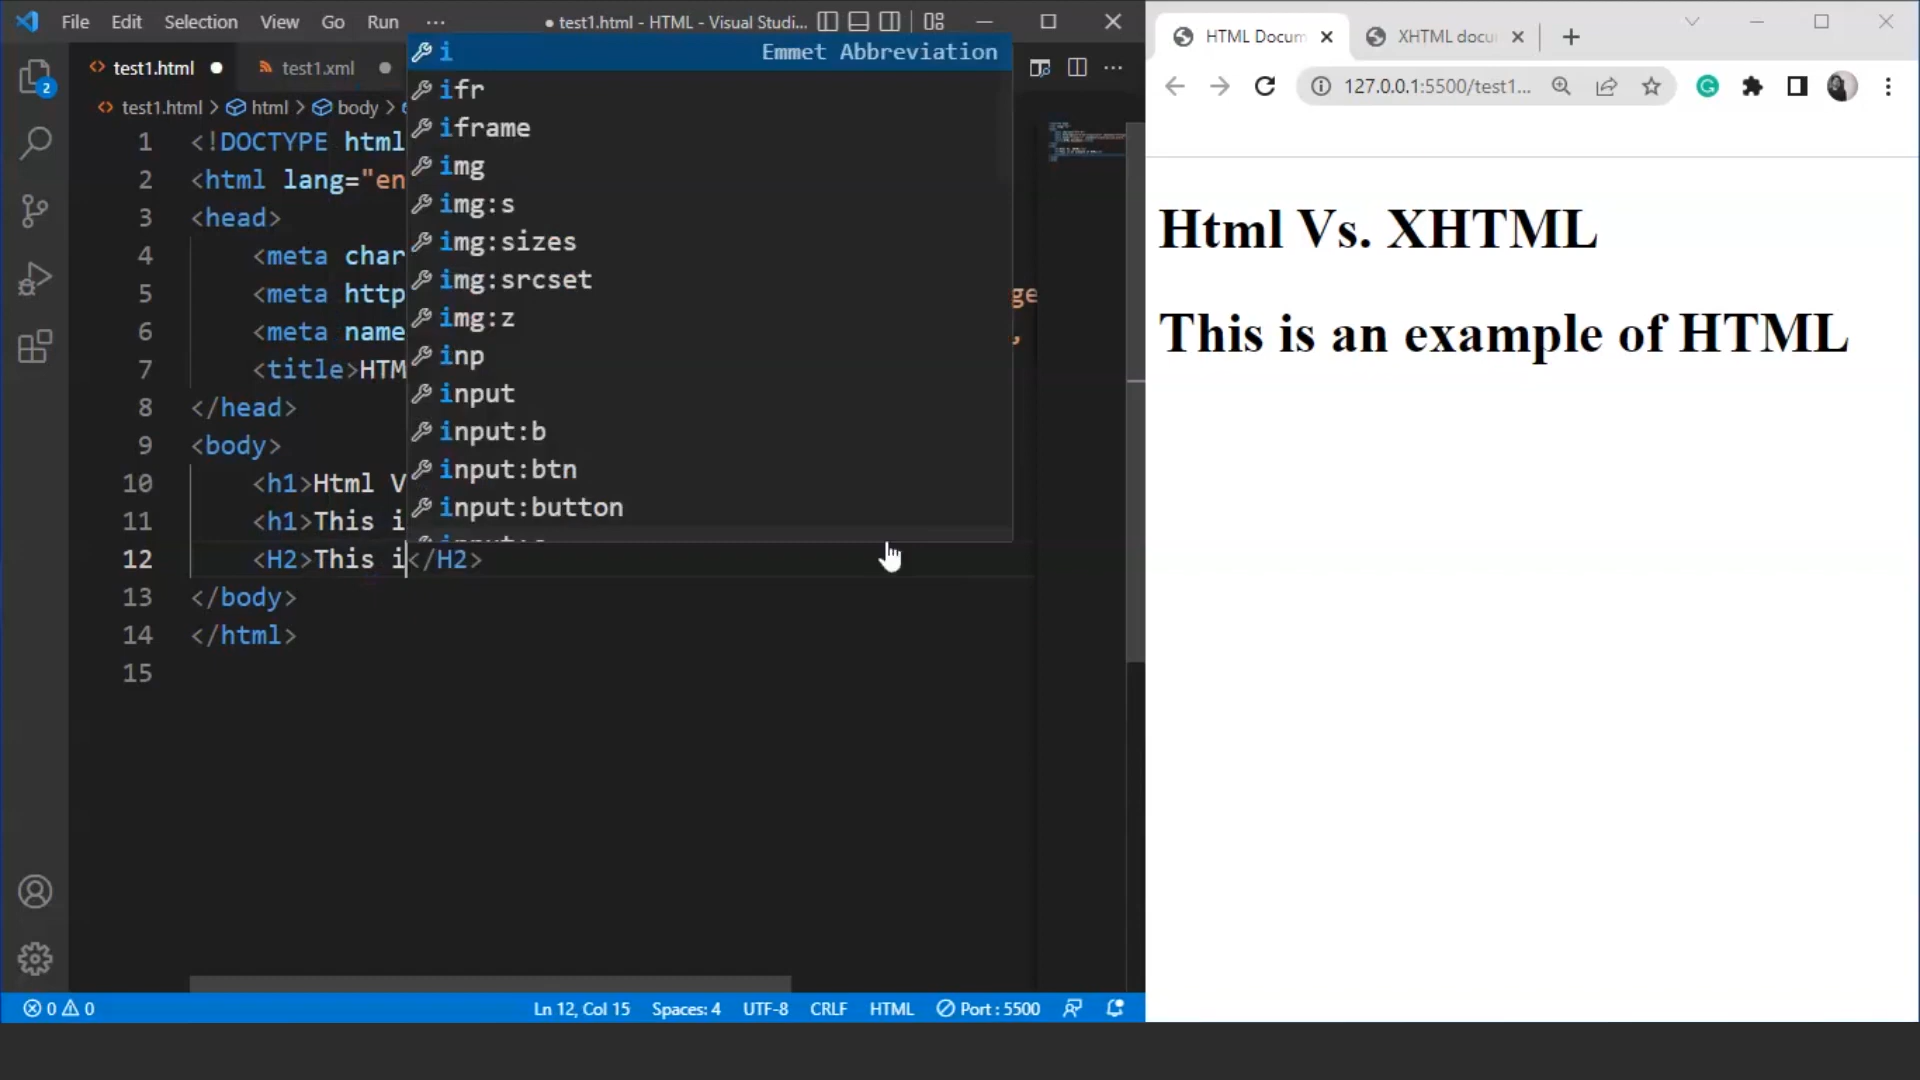 File Edit Selection View Go Run ··· ● test1.html - HTML - Visual Studi...
test1.html ● test1.xml ●
2
test1.html > html > body >
i Emmet Abbreviation
ifr
iframe
img
img:s
img:sizes
img:srcset
img:z
inp
input
input:b
input:btn
input:button
1 <!DOCTYPE html
2 <html lang="en
3 <head>
4 <meta char
5 <meta http ge
6 <meta name ,
7 <title>HTM
8 </head>
9 <body>
10 <h1>Html V
11 <h1>This i
12 <H2>This i</H2>
13 </body>
14 </html>
15
0 0 Ln 12, Col 15 Spaces: 4 UTF-8 CRLF HTML Port : 5500
HTML Docum XHTML docu
127.0.0.1:5500/test1...
Html Vs. XHTML
This is an example of HTML